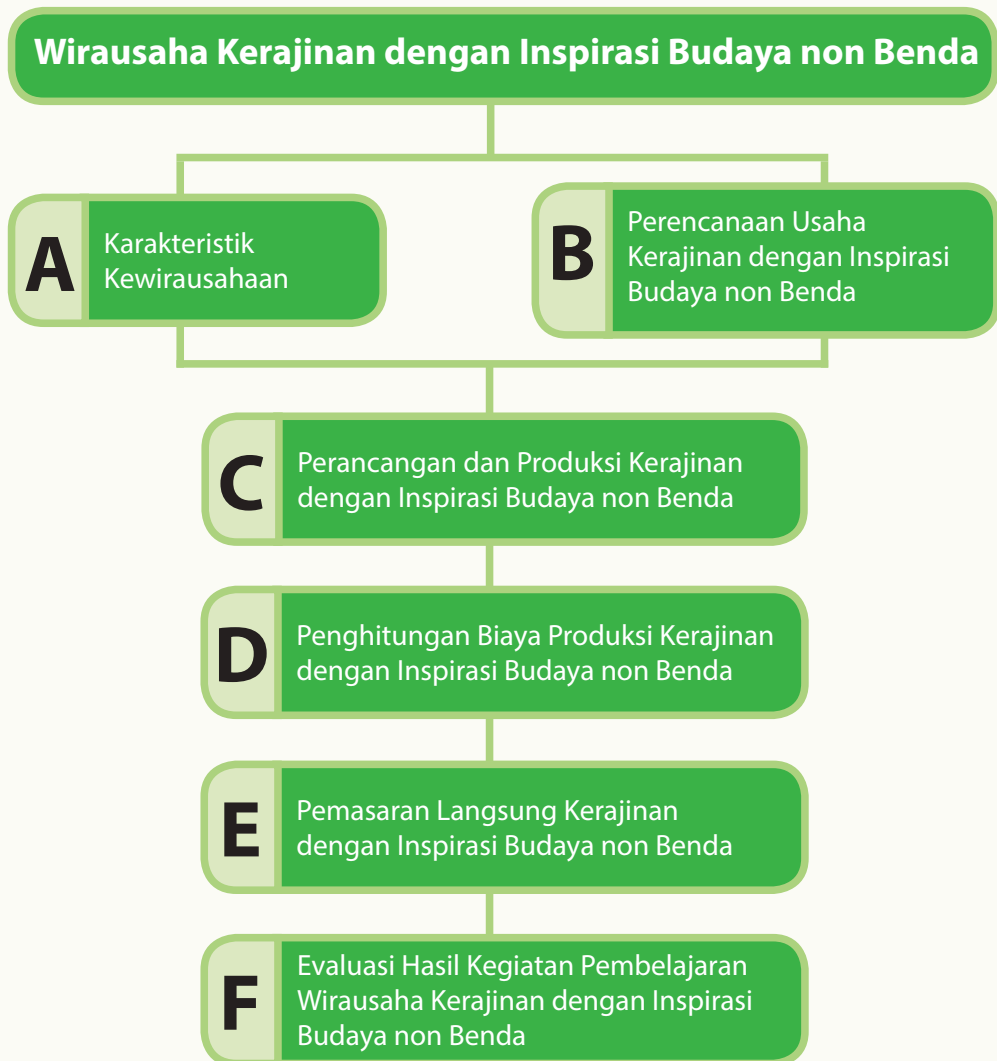 Wirausaha Kerajinan dengan Inspirasi Budaya non Benda
A
Karakteristik
Kewirausahaan
B
Perencanaan Usaha
Kerajinan dengan Inspirasi
Budaya non Benda
C
Perancangan dan Produksi Kerajinan
dengan Inspirasi Budaya non Benda
D
Penghitungan Biaya Produksi Kerajinan
dengan Inspirasi Budaya non Benda
E
Pemasaran Langsung Kerajinan
dengan Inspirasi Budaya non Benda
F
Evaluasi Hasil Kegiatan Pembelajaran
Wirausaha Kerajinan dengan Inspirasi
Budaya non Benda